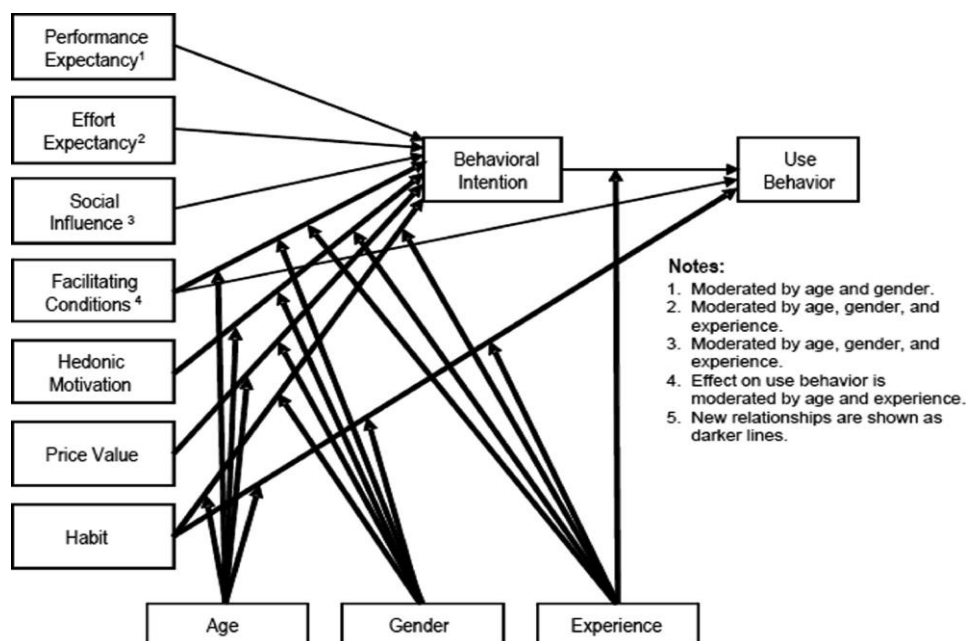 Performance
Expectancy¹
Effort
Expectancy²
Social
Influence ³
Facilitating
Conditions ⁴
Hedonic
Motivation
Price Value
Habit
Behavioral
Intention
Use
Behavior
Notes:
1. Moderated by age and gender.
2. Moderated by age, gender, and
experience.
3. Moderated by age, gender, and
experience.
4. Effect on use behavior is
moderated by age and experience.
5. New relationships are shown as
darker lines.
Age
Gender
Experience